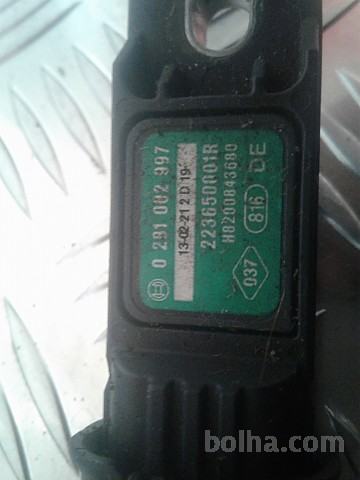 0 281 002 997
13-02-21 2 D 19
223650001R
H8200843680
037 816 DE
bolha.com